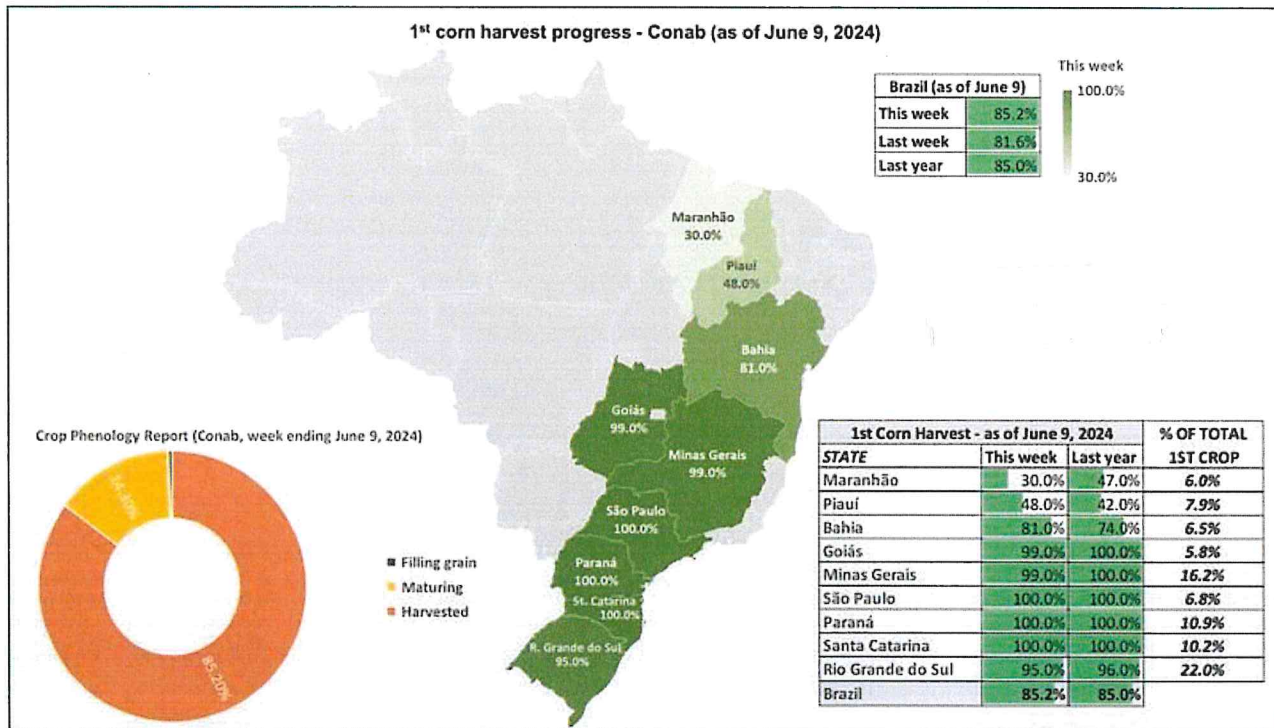 1st corn harvest progress - Conab (as of June 9, 2024)
This week
100.0%
30.0%
Brazil (as of June 9)
This week 85.2%
Last week 81.6%
Last year 85.0%
Maranhão
30.0%
Piauí
48.0%
Bahia
81.0%
Goiás
99.0%
Minas Gerais
99.0%
São Paulo
100.0%
Paraná
100.0%
St. Catarina
100.0%
R. Grande do Sul
95.0%
Crop Phenology Report (Conab, week ending June 9, 2024)
14.40%
85.20%
Filling grain
Maturing
Harvested
1st Corn Harvest - as of June 9, 2024 % OF TOTAL
STATE This week Last year 1ST CROP
Maranhão 30.0% 47.0% 6.0%
Piauí 48.0% 42.0% 7.9%
Bahia 81.0% 74.0% 6.5%
Goiás 99.0% 100.0% 5.8%
Minas Gerais 99.0% 100.0% 16.2%
São Paulo 100.0% 100.0% 6.8%
Paraná 100.0% 100.0% 10.9%
Santa Catarina 100.0% 100.0% 10.2%
Rio Grande do Sul 95.0% 96.0% 22.0%
Brazil 85.2% 85.0%